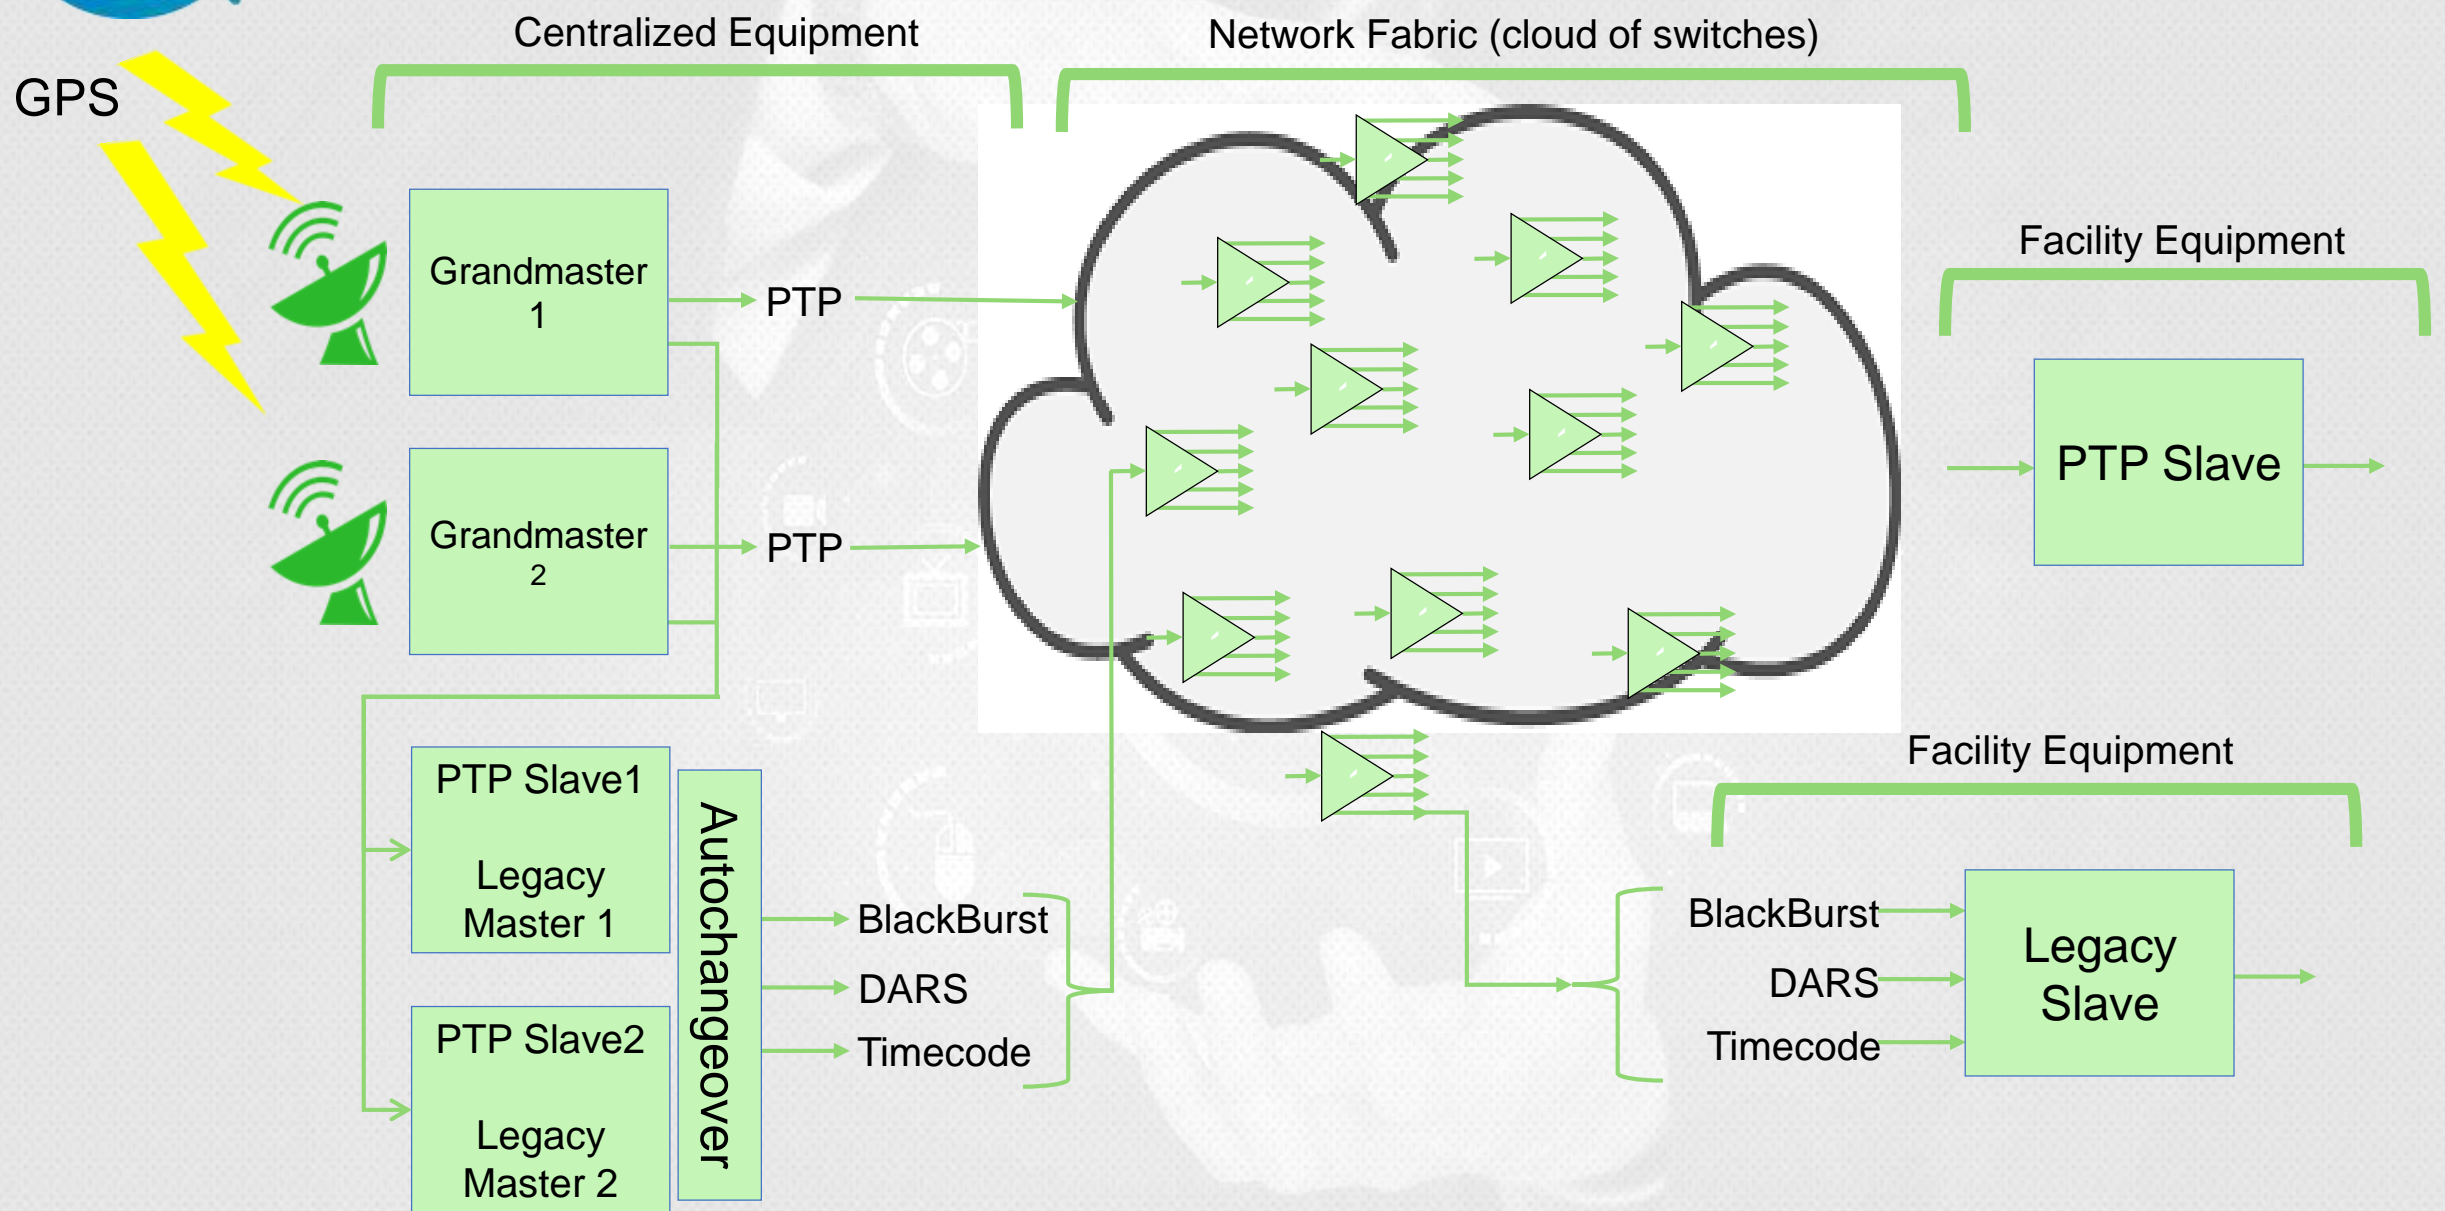 Centralized Equipment
Network Fabric (cloud of switches)
GPS
Grandmaster
1
PTP
Facility Equipment
PTP Slave
Grandmaster
2
PTP
PTP Slave1
Legacy
Master 1
Autochangeover
BlackBurst
DARS
Timecode
PTP Slave2
Legacy
Master 2
Facility Equipment
BlackBurst
DARS
Timecode
Legacy
Slave